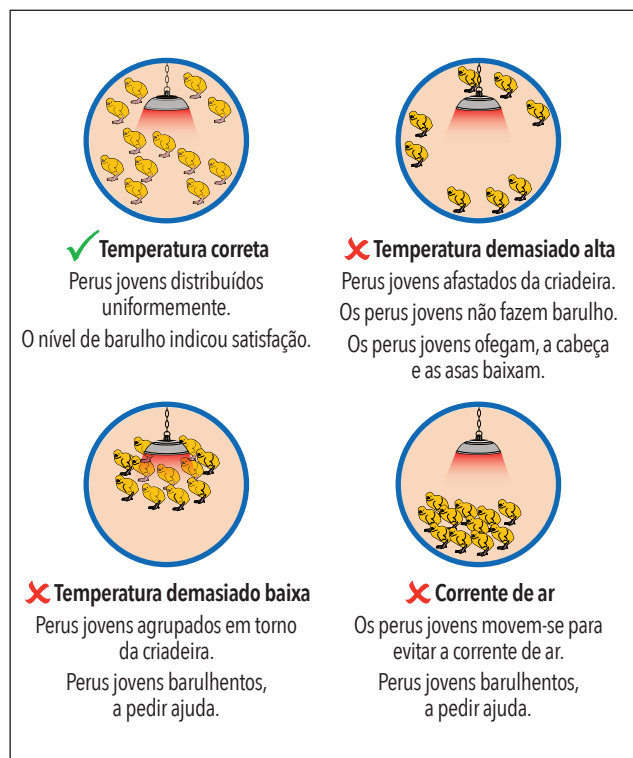 Temperatura correta
Perus jovens distribuídos
uniformemente.
O nível de barulho indicou satisfação.
Temperatura demasiado alta
Perus jovens afastados da criadeira.
Os perus jovens não fazem barulho.
Os perus jovens ofegam, a cabeça
e as asas baixam.
Temperatura demasiado baixa
Perus jovens agrupados em torno
da criadeira.
Perus jovens barulhentos,
a pedir ajuda.
Corrente de ar
Os perus jovens movem-se para
evitar a corrente de ar.
Perus jovens barulhentos,
a pedir ajuda.